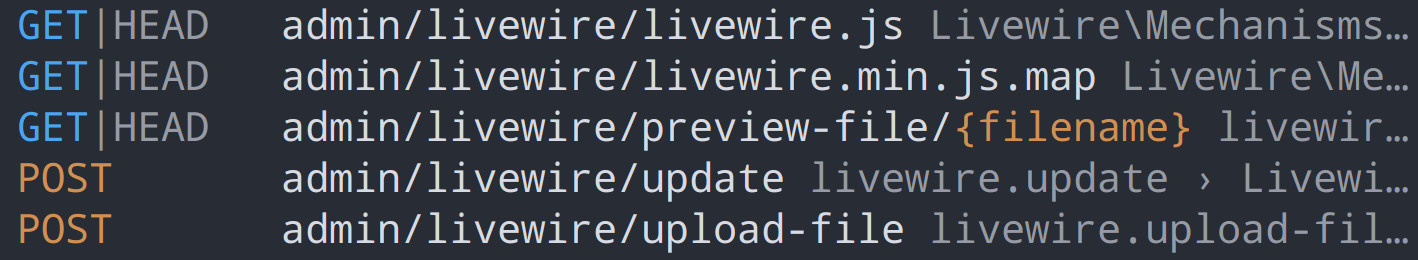 GET|HEAD admin/livewire/livewire.js Livewire\Mechanisms…
GET|HEAD admin/livewire/livewire.min.js.map Livewire\Me…
GET|HEAD admin/livewire/preview-file/{filename} livewir…
POST admin/livewire/update livewire.update › Livewi…
POST admin/livewire/upload-file livewire.upload-fil…